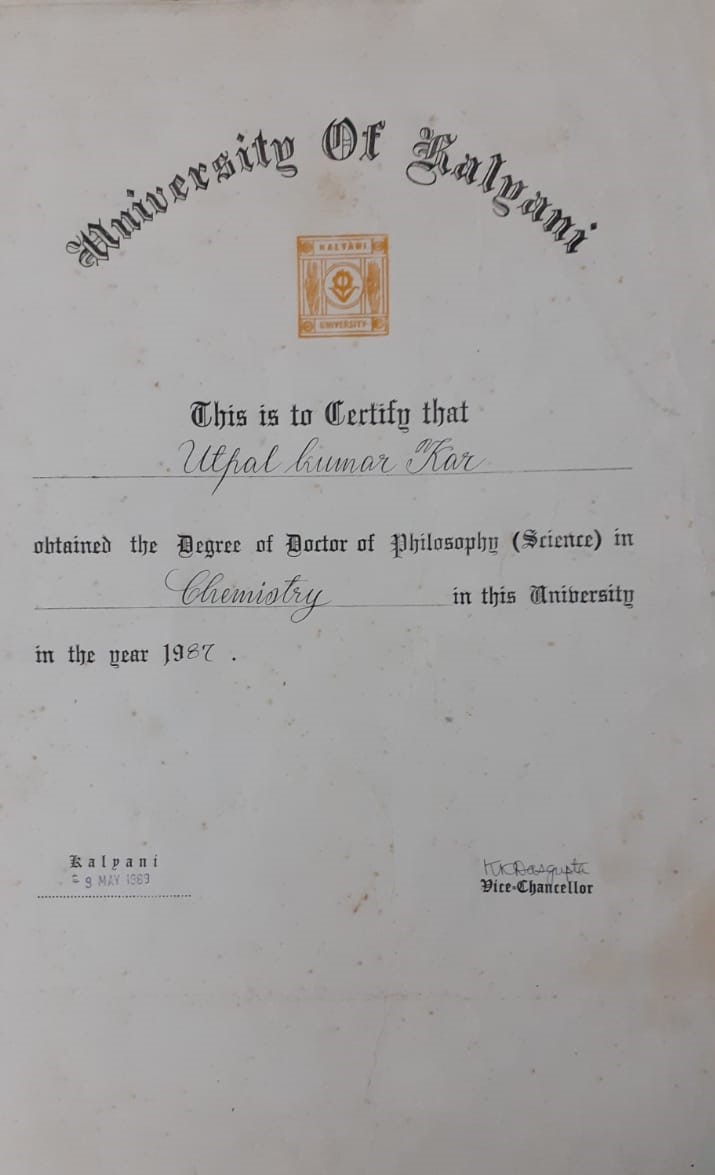 University Of Kalyani
KALYANI
UNIVERSITY
This is to Certify that
Utpal kumar Kar
obtained the Degree of Doctor of Philosophy (Science) in
Chemistry in this University
in the year 1987 .
Kalyani
9 MAY 1989
KKDasgupta
Vice-Chancellor